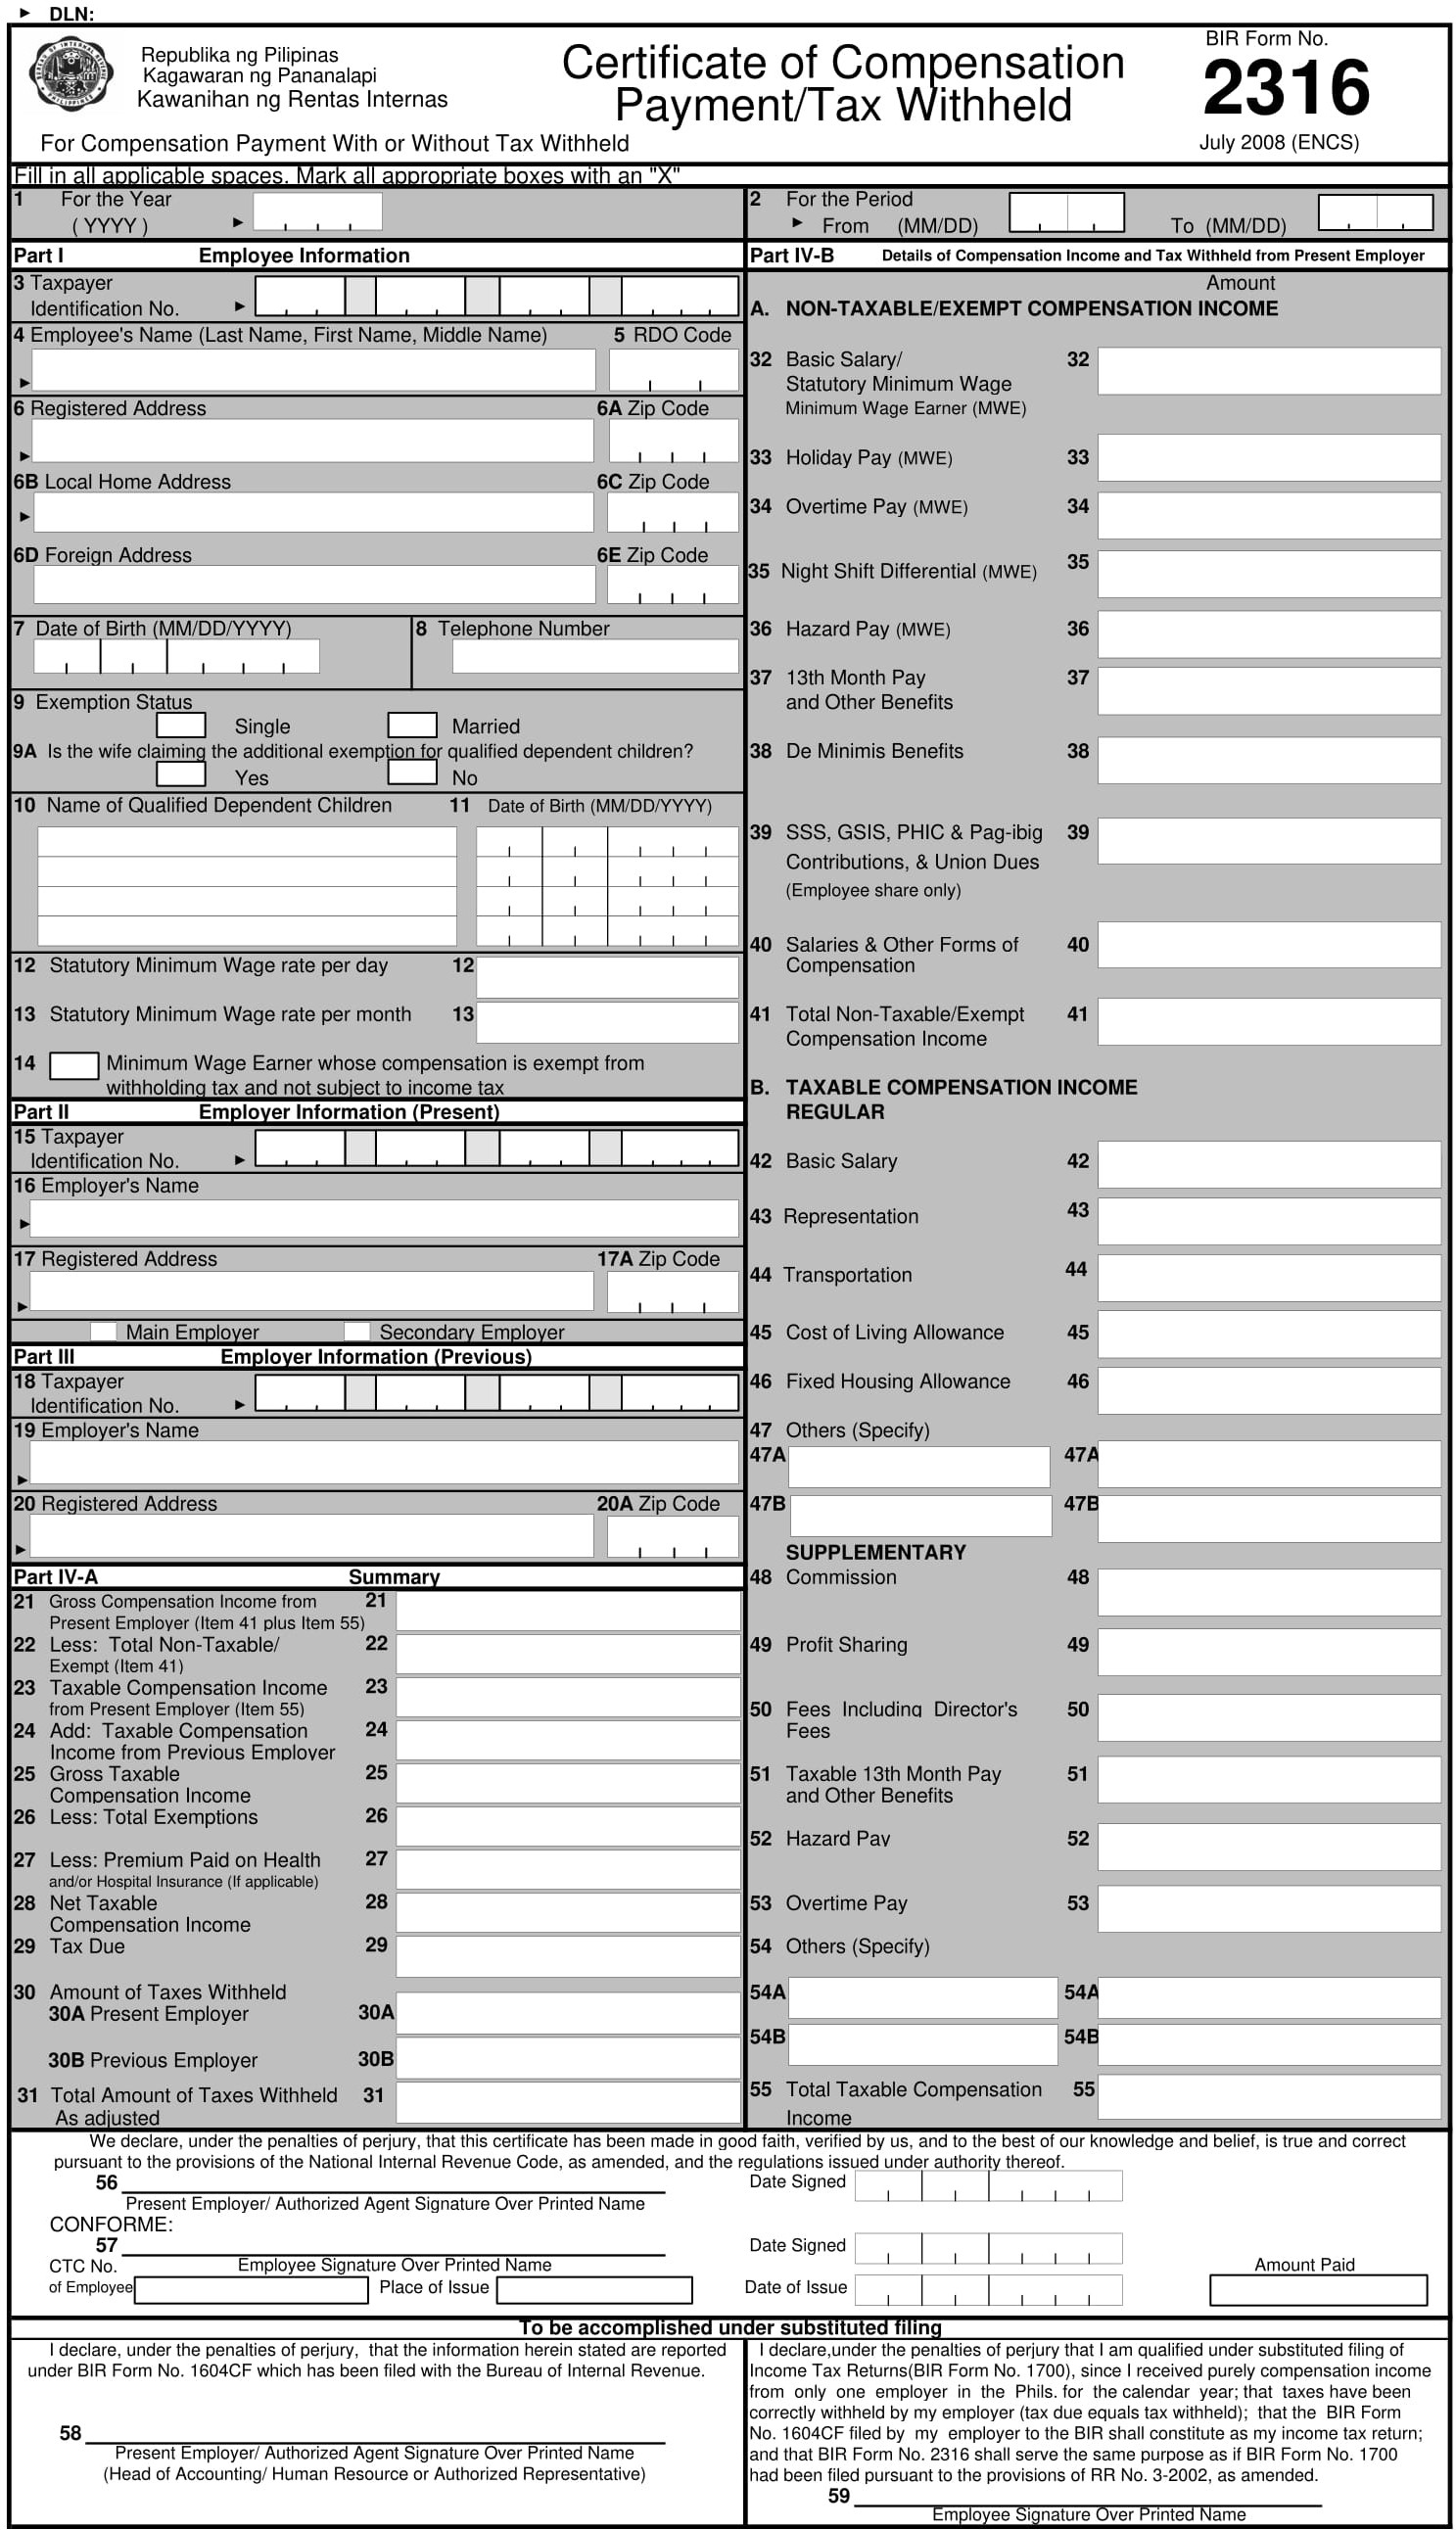 DLN:
Republika ng Pilipinas
Kagawaran ng Pananalapi
Kawanihan ng Rentas Internas
For Compensation Payment With or Without Tax Withheld
Certificate of Compensation
Payment/Tax Withheld
BIR Form No.
2316
July 2008 (ENCS)
Fill in all applicable spaces. Mark all appropriate boxes with an "X"
1 For the Year
( YYYY )
2 For the Period
From (MM/DD) To (MM/DD)
Part I Employee Information
3 Taxpayer
Identification No.
4 Employee's Name (Last Name, First Name, Middle Name) 5 RDO Code
6 Registered Address 6A Zip Code
6B Local Home Address 6C Zip Code
6D Foreign Address 6E Zip Code
7 Date of Birth (MM/DD/YYYY) 8 Telephone Number
9 Exemption Status
Single Married
9A Is the wife claiming the additional exemption for qualified dependent children?
Yes No
10 Name of Qualified Dependent Children 11 Date of Birth (MM/DD/YYYY)
12 Statutory Minimum Wage rate per day 12
13 Statutory Minimum Wage rate per month 13
14 Minimum Wage Earner whose compensation is exempt from
withholding tax and not subject to income tax
Part II Employer Information (Present)
15 Taxpayer
Identification No.
16 Employer's Name
17 Registered Address 17A Zip Code
Main Employer Secondary Employer
Part III Employer Information (Previous)
18 Taxpayer
Identification No.
19 Employer's Name
20 Registered Address 20A Zip Code
Part IV-A Summary
21 Gross Compensation Income from 21
Present Employer (Item 41 plus Item 55)
22 Less: Total Non-Taxable/ 22
Exempt (Item 41)
23 Taxable Compensation Income 23
from Present Employer (Item 55)
24 Add: Taxable Compensation 24
Income from Previous Employer
25 Gross Taxable 25
Compensation Income
26 Less: Total Exemptions 26
27 Less: Premium Paid on Health 27
and/or Hospital Insurance (If applicable)
28 Net Taxable 28
Compensation Income
29 Tax Due 29
30 Amount of Taxes Withheld
30A Present Employer 30A
30B Previous Employer 30B
31 Total Amount of Taxes Withheld 31
As adjusted
Part IV-B Details of Compensation Income and Tax Withheld from Present Employer
Amount
A. NON-TAXABLE/EXEMPT COMPENSATION INCOME
32 Basic Salary/ 32
Statutory Minimum Wage
Minimum Wage Earner (MWE)
33 Holiday Pay (MWE) 33
34 Overtime Pay (MWE) 34
35 Night Shift Differential (MWE) 35
36 Hazard Pay (MWE) 36
37 13th Month Pay 37
and Other Benefits
38 De Minimis Benefits 38
39 SSS, GSIS, PHIC & Pag-ibig 39
Contributions, & Union Dues
(Employee share only)
40 Salaries & Other Forms of 40
Compensation
41 Total Non-Taxable/Exempt 41
Compensation Income
B. TAXABLE COMPENSATION INCOME
REGULAR
42 Basic Salary 42
43 Representation 43
44 Transportation 44
45 Cost of Living Allowance 45
46 Fixed Housing Allowance 46
47 Others (Specify)
47A 47A
47B 47B
SUPPLEMENTARY
48 Commission 48
49 Profit Sharing 49
50 Fees Including Director's 50
Fees
51 Taxable 13th Month Pay 51
and Other Benefits
52 Hazard Pay 52
53 Overtime Pay 53
54 Others (Specify)
54A 54A
54B 54B
55 Total Taxable Compensation 55
Income
We declare, under the penalties of perjury, that this certificate has been made in good faith, verified by us, and to the best of our knowledge and belief, is true and correct
pursuant to the provisions of the National Internal Revenue Code, as amended, and the regulations issued under authority thereof.
56 Date Signed
Present Employer/ Authorized Agent Signature Over Printed Name
CONFORME:
57 Date Signed
CTC No. Employee Signature Over Printed Name Amount Paid
of Employee Place of Issue Date of Issue
To be accomplished under substituted filing
I declare, under the penalties of perjury, that the information herein stated are reported
under BIR Form No. 1604CF which has been filed with the Bureau of Internal Revenue.
58
Present Employer/ Authorized Agent Signature Over Printed Name
(Head of Accounting/ Human Resource or Authorized Representative)
I declare,under the penalties of perjury that I am qualified under substituted filing of
Income Tax Returns(BIR Form No. 1700), since I received purely compensation income
from only one employer in the Phils. for the calendar year; that taxes have been
correctly withheld by my employer (tax due equals tax withheld); that the BIR Form
No. 1604CF filed by my employer to the BIR shall constitute as my income tax return;
and that BIR Form No. 2316 shall serve the same purpose as if BIR Form No. 1700
had been filed pursuant to the provisions of RR No. 3-2002, as amended.
59
Employee Signature Over Printed Name